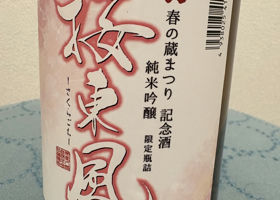 春の蔵まつり 記念酒
純米吟醸
限定瓶詰
桜東風
－さくらこち－